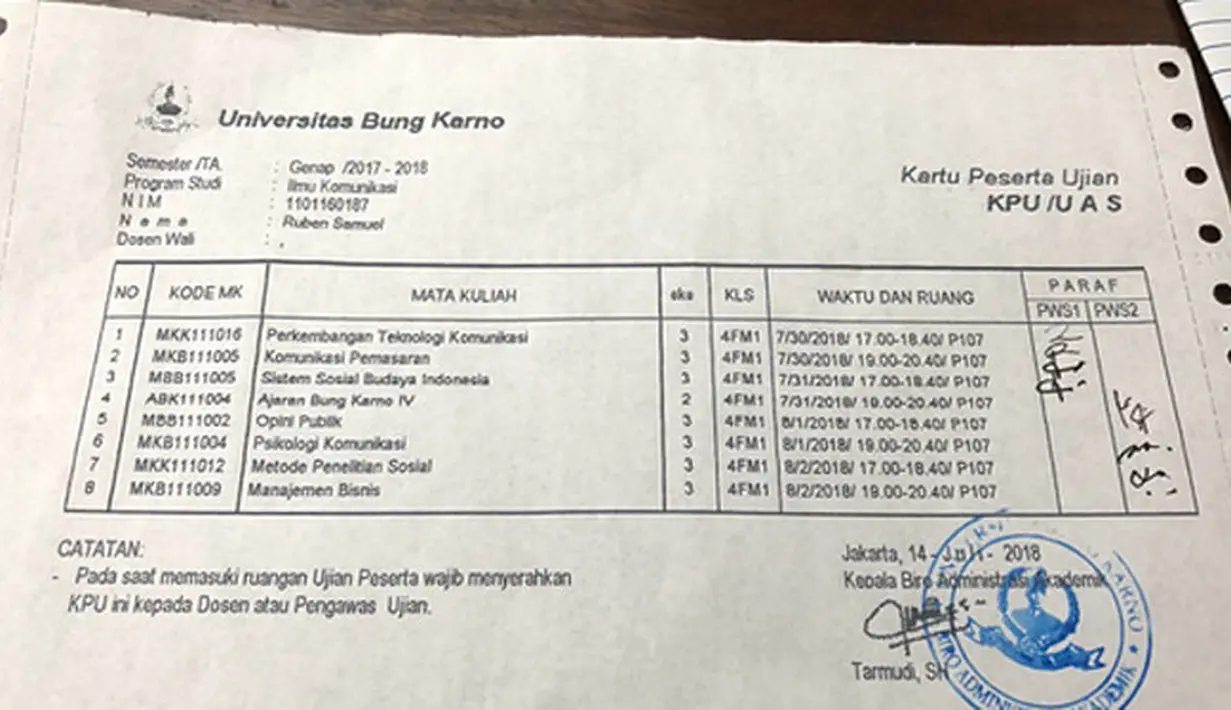 Universitas Bung Karno
Semester /TA. : Genap /2017 - 2018
Program Studi : Ilmu Komunikasi
N I M : 1101160187
N a m a : Ruben Samuel
Dosen Wali : ,
Kartu Peserta Ujian
KPU /U A S
NO KODE MK MATA KULIAH sks KLS WAKTU DAN RUANG PARAF
PWS1 PWS2
1 MKK111016 Perkembangan Teknologi Komunikasi 3 4FM1 7/30/2018/ 17.00-18.40/ P107
2 MKB111005 Komunikasi Pemasaran 3 4FM1 7/30/2018/ 19.00-20.40/ P107
3 MBB111005 Sistem Sosial Budaya Indonesia 3 4FM1 7/31/2018/ 17.00-18.40/ P107
4 ABK111004 Ajaran Bung Karno IV 2 4FM1 7/31/2018/ 19.00-20.40/ P107
5 MBB111002 Opini Publik 3 4FM1 8/1/2018/ 17.00-18.40/ P107
6 MKB111004 Psikologi Komunikasi 3 4FM1 8/1/2018/ 19.00-20.40/ P107
7 MKK111012 Metode Penelitian Sosial 3 4FM1 8/2/2018/ 17.00-18.40/ P107
8 MKB111009 Manajemen Bisnis 3 4FM1 8/2/2018/ 19.00-20.40/ P107
CATATAN:
- Pada saat memasuki ruangan Ujian Peserta wajib menyerahkan
KPU ini kepada Dosen atau Pengawas Ujian.
Jakarta, 14 - Juli - 2018
Kepala Biro Administrasi Akademik
Tarmudi, SH
KARNO
BIRO ADMINI AKADEMIK